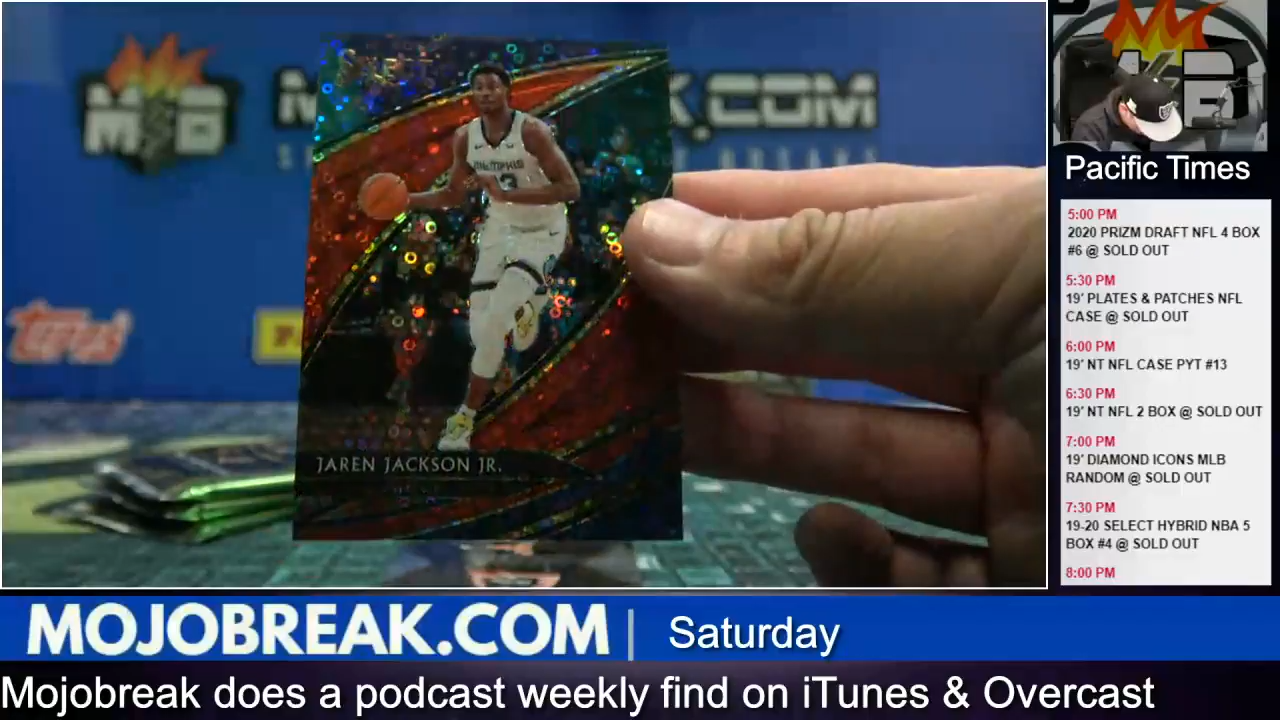 SELECT
M B
M
K.COM
MEMPHIS
13
JAREN JACKSON JR.
Topps
Pacific Times
5:00 PM
2020 PRIZM DRAFT NFL 4 BOX
#6 @ SOLD OUT
5:30 PM
19' PLATES & PATCHES NFL
CASE @ SOLD OUT
6:00 PM
19' NT NFL CASE PYT #13
6:30 PM
19' NT NFL 2 BOX @ SOLD OUT
7:00 PM
19' DIAMOND ICONS MLB
RANDOM @ SOLD OUT
7:30 PM
19-20 SELECT HYBRID NBA 5
BOX #4 @ SOLD OUT
8:00 PM
MOJOBREAK.COM | Saturday
Mojobreak does a podcast weekly find on iTunes & Overcast